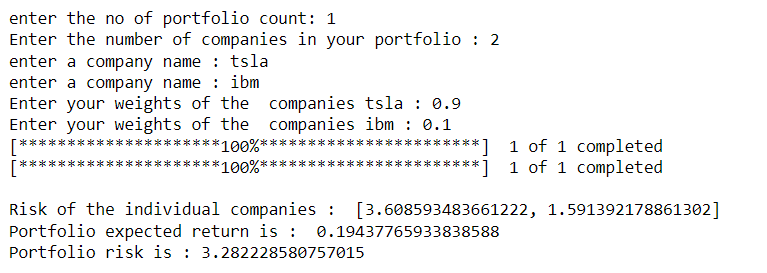 enter the no of portfolio count: 1
Enter the number of companies in your portfolio : 2
enter a company name : tsla
enter a company name : ibm
Enter your weights of the  companies tsla : 0.9
Enter your weights of the  companies ibm : 0.1
[*********************100%***********************]  1 of 1 completed
[*********************100%***********************]  1 of 1 completed
Risk of the individual companies :  [3.608593483661222, 1.591392178861302]
Portfolio expected return is :  0.19437765933838588
Portfolio risk is : 3.282228580757015